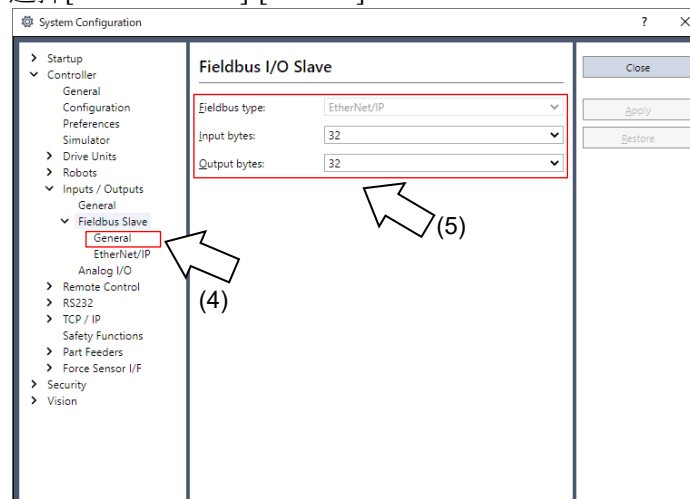 System Configuration
?
Startup
Controller
General
Configuration
Preferences
Simulator
Drive Units
Robots
Inputs / Outputs
General
Fieldbus Slave
General
EtherNet/IP
Analog I/O
Remote Control
RS232
TCP / IP
Safety Functions
Part Feeders
Force Sensor I/F
Security
Vision
(4)
Fieldbus I/O Slave
Fieldbus type: EtherNet/IP
Input bytes: 32
Output bytes: 32
(5)
Close
Apply
Restore